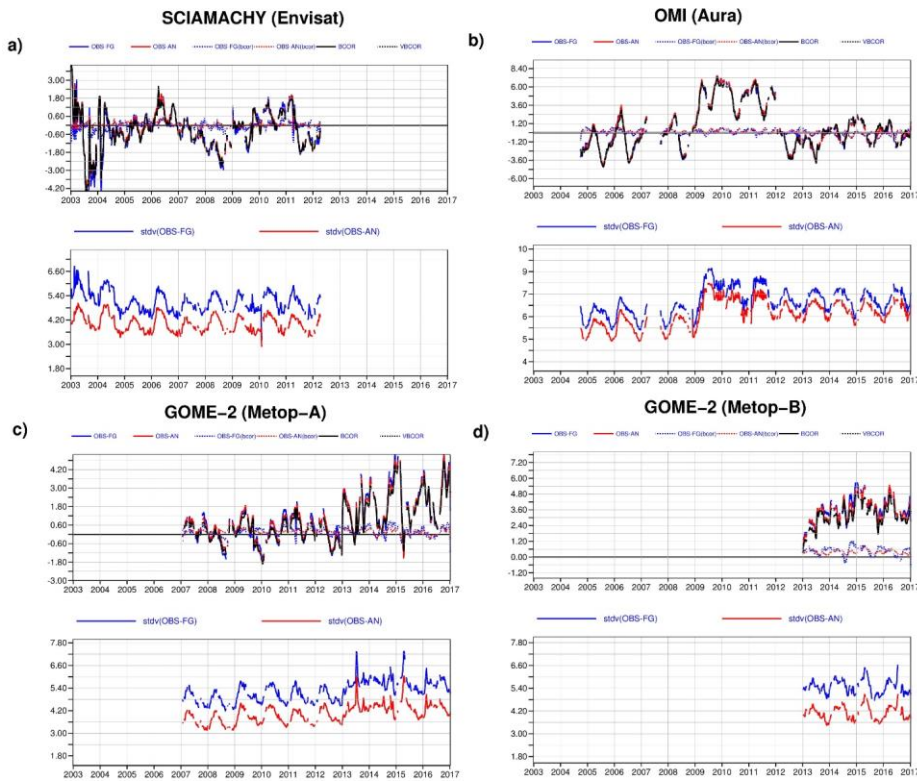 SCIAMACHY (Envisat)
a)
OBS-FG OBS-AN OBS-FG(bcor) OBS-AN(bcor) BCOR VBCOR
3.00
1.80
0.60
-0.60
-1.80
-3.00
-4.20
2003 2004 2005 2006 2007 2008 2009 2010 2011 2012 2013 2014 2015 2016 2017
stdv(OBS-FG) stdv(OBS-AN)
6.60
5.40
4.20
3.00
1.80
2003 2004 2005 2006 2007 2008 2009 2010 2011 2012 2013 2014 2015 2016 2017
OMI (Aura)
b)
OBS-FG OBS-AN OBS-FG(bcor) OBS-AN(bcor) BCOR VBCOR
8.40
6.00
3.60
1.20
-1.20
-3.60
-6.00
2003 2004 2005 2006 2007 2008 2009 2010 2011 2012 2013 2014 2015 2016 2017
stdv(OBS-FG) stdv(OBS-AN)
10
9
7
6
5
4
2003 2004 2005 2006 2007 2008 2009 2010 2011 2012 2013 2014 2015 2016 2017
GOME-2 (Metop-A)
c)
OBS-FG OBS-AN OBS-FG(bcor) OBS-AN(bcor) BCOR VBCOR
4.20
3.00
1.80
0.60
-0.60
-1.80
-3.00
2003 2004 2005 2006 2007 2008 2009 2010 2011 2012 2013 2014 2015 2016 2017
stdv(OBS-FG) stdv(OBS-AN)
7.80
6.60
5.40
4.20
3.00
1.80
2003 2004 2005 2006 2007 2008 2009 2010 2011 2012 2013 2014 2015 2016 2017
GOME-2 (Metop-B)
d)
OBS-FG OBS-AN OBS-FG(bcor) OBS-AN(bcor) BCOR VBCOR
7.20
6.00
4.80
3.60
2.40
1.20
0.00
-1.20
2003 2004 2005 2006 2007 2008 2009 2010 2011 2012 2013 2014 2015 2016 2017
stdv(OBS-FG) stdv(OBS-AN)
7.80
6.60
5.40
4.20
3.00
1.80
2003 2004 2005 2006 2007 2008 2009 2010 2011 2012 2013 2014 2015 2016 2017